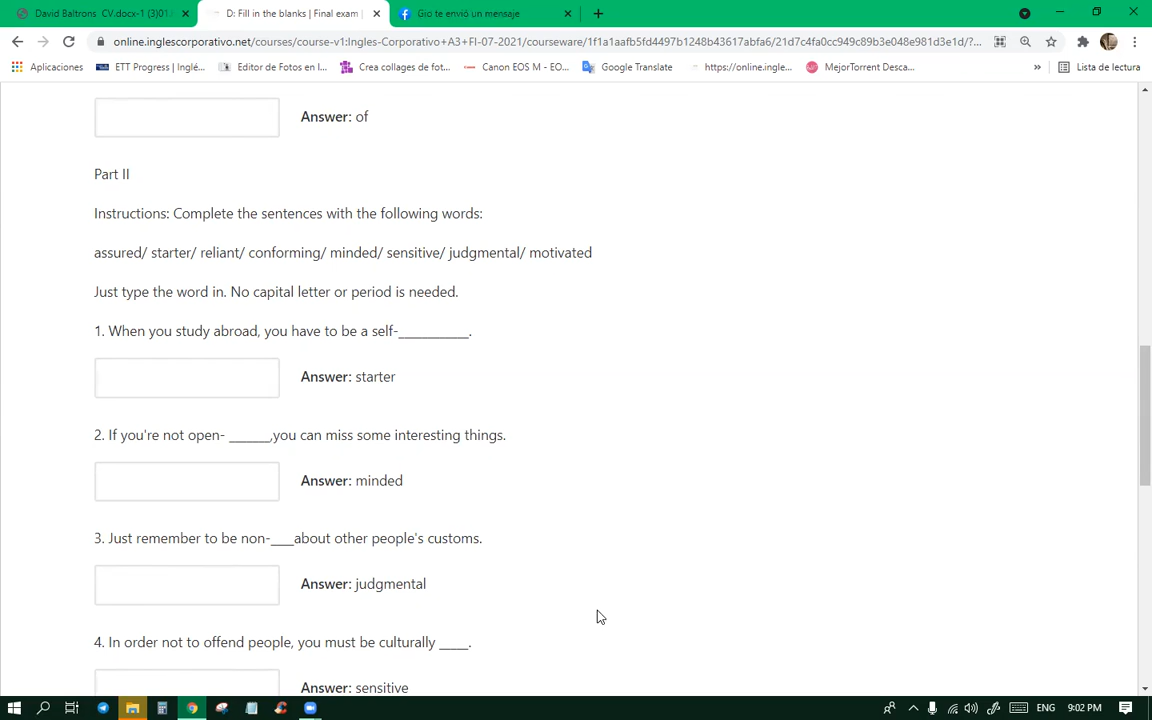 David Baltrons CV.docx-1 (3)01.
D: Fill in the blanks | Final exam |
Gio te envió un mensaje
online.inglescorporativo.net/courses/course-v1:Ingles-Corporativo+A3+FI-07-2021/courseware/1f1a1aafb5fd4497b1248b43617abfa6/21d7c4fa0cc949c89b3e048e981d3e1d/?...
Aplicaciones
ETT Progress | Inglé...
Editor de Fotos en l...
Crea collages de fot...
Canon EOS M - EO...
Google Translate
https://online.ingle...
MejorTorrent Desca...
»
Lista de lectura
Answer: of
Part II
Instructions: Complete the sentences with the following words:
assured/ starter/ reliant/ conforming/ minded/ sensitive/ judgmental/ motivated
Just type the word in. No capital letter or period is needed.
1. When you study abroad, you have to be a self-_________.
Answer: starter
2. If you're not open- _____,you can miss some interesting things.
Answer: minded
3. Just remember to be non-___about other people's customs.
Answer: judgmental
4. In order not to offend people, you must be culturally ____.
Answer: sensitive
ENG
9:02 PM